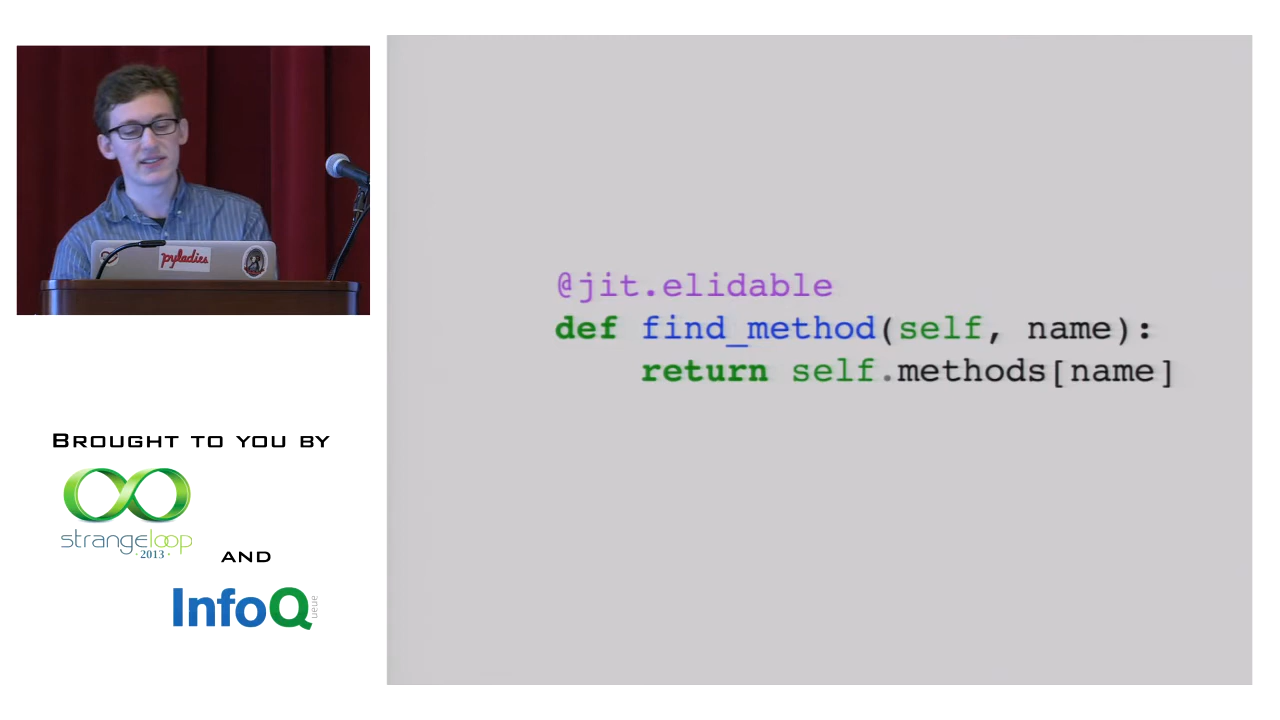 pyladies
@jit.elidable
def find_method(self, name):
    return self.methods[name]
BROUGHT TO YOU BY
strangeloop
· 2013 ·
AND
InfoQ
ueue